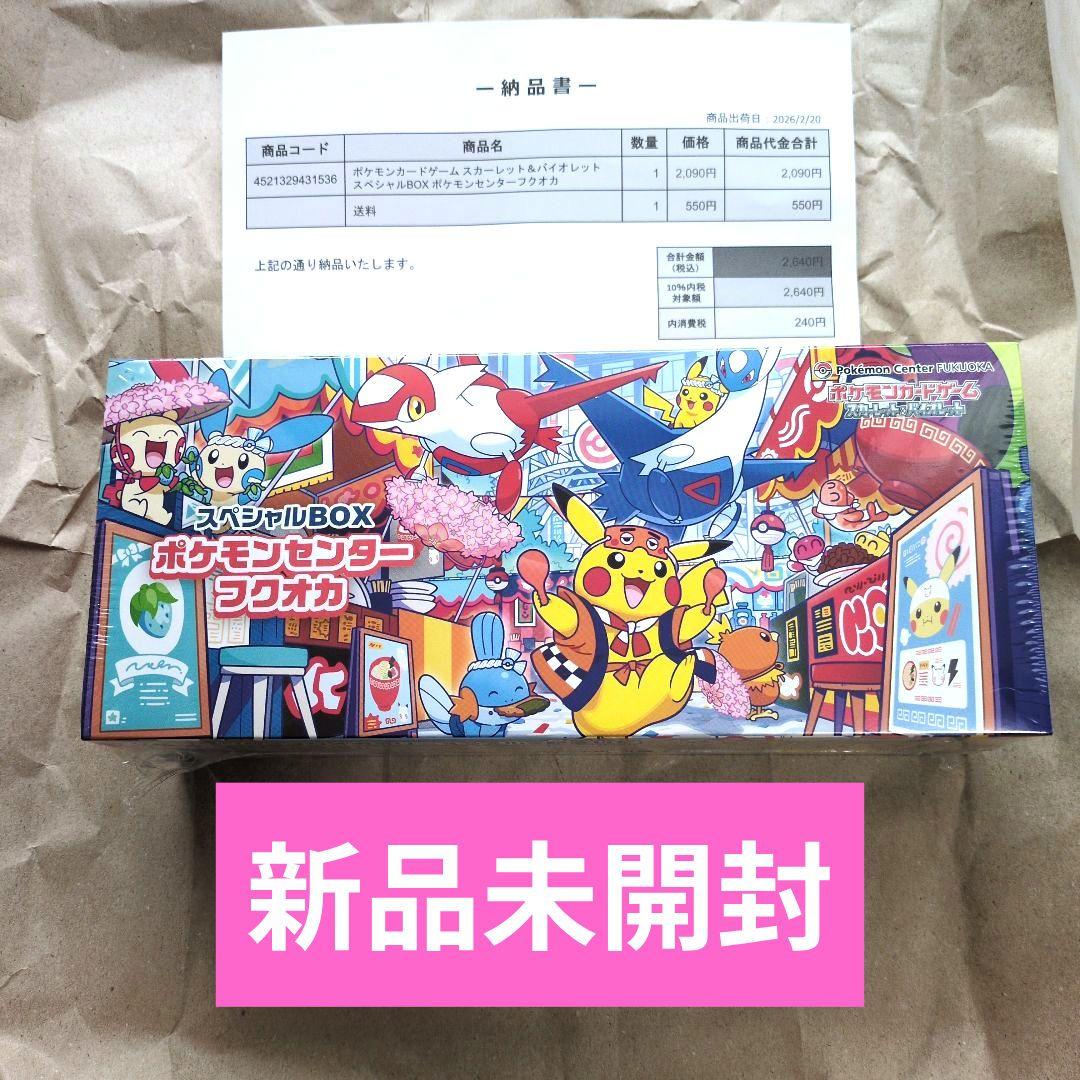 ー納品書ー
商品出荷日:2026/2/20
商品コード 商品名 数量 価格 商品代金合計
4521329431536 ポケモンカードゲーム スカーレット&バイオレット
スペシャルBOX ポケモンセンターフクオカ 1 2,090円 2,090円
送料 1 550円 550円
上記の通り納品いたします。
合計金額
(税込) 2,640円
10%内税
対象額 2,640円
内消費税 240円
Pokémon Center FUKUOKA
ポケモンカードゲーム
スカーレット&バイオレット
スペシャルBOX
ポケモンセンター
フクオカ
新品未開封